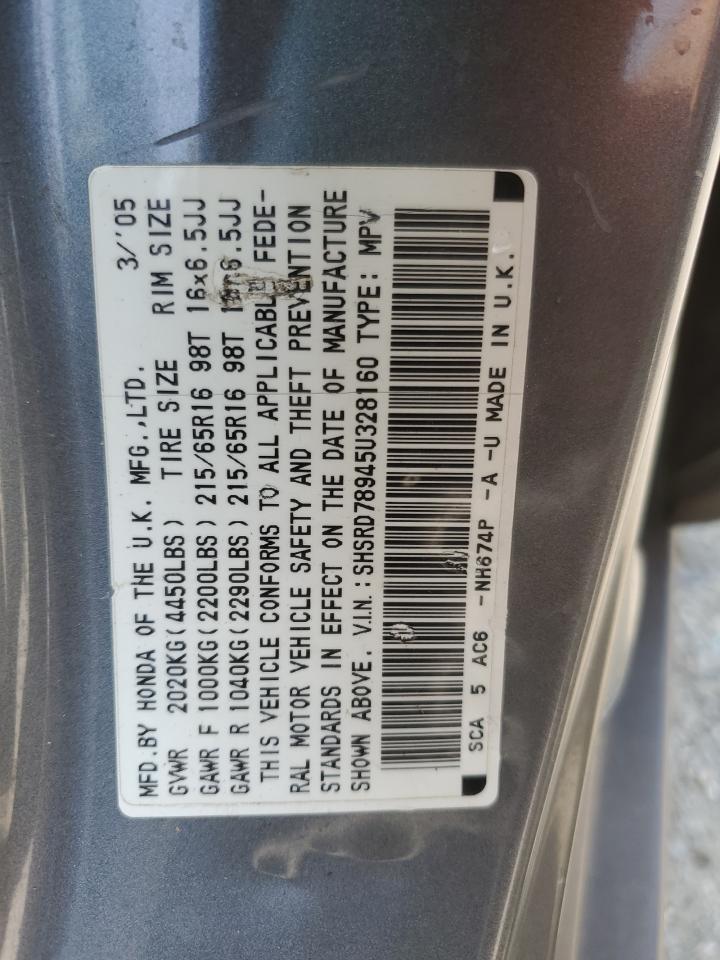 MFD.BY HONDA OF THE U.K. MFG.,LTD. 3/'05
GVWR 2020KG(4450LBS) TIRE SIZE RIM SIZE
GAWR F 1000KG(2200LBS) 215/65R16 98T 16x6.5JJ
GAWR R 1040KG(2290LBS) 215/65R16 98T 16x6.5JJ
THIS VEHICLE CONFORMS TO ALL APPLICABLE FEDE-
RAL MOTOR VEHICLE SAFETY AND THEFT PREVENTION
STANDARDS IN EFFECT ON THE DATE OF MANUFACTURE
SHOWN ABOVE. V.I.N.:SHSRD78945U328160 TYPE: MPV
SCA 5 AC6 -NH674P -A -U MADE IN U.K.